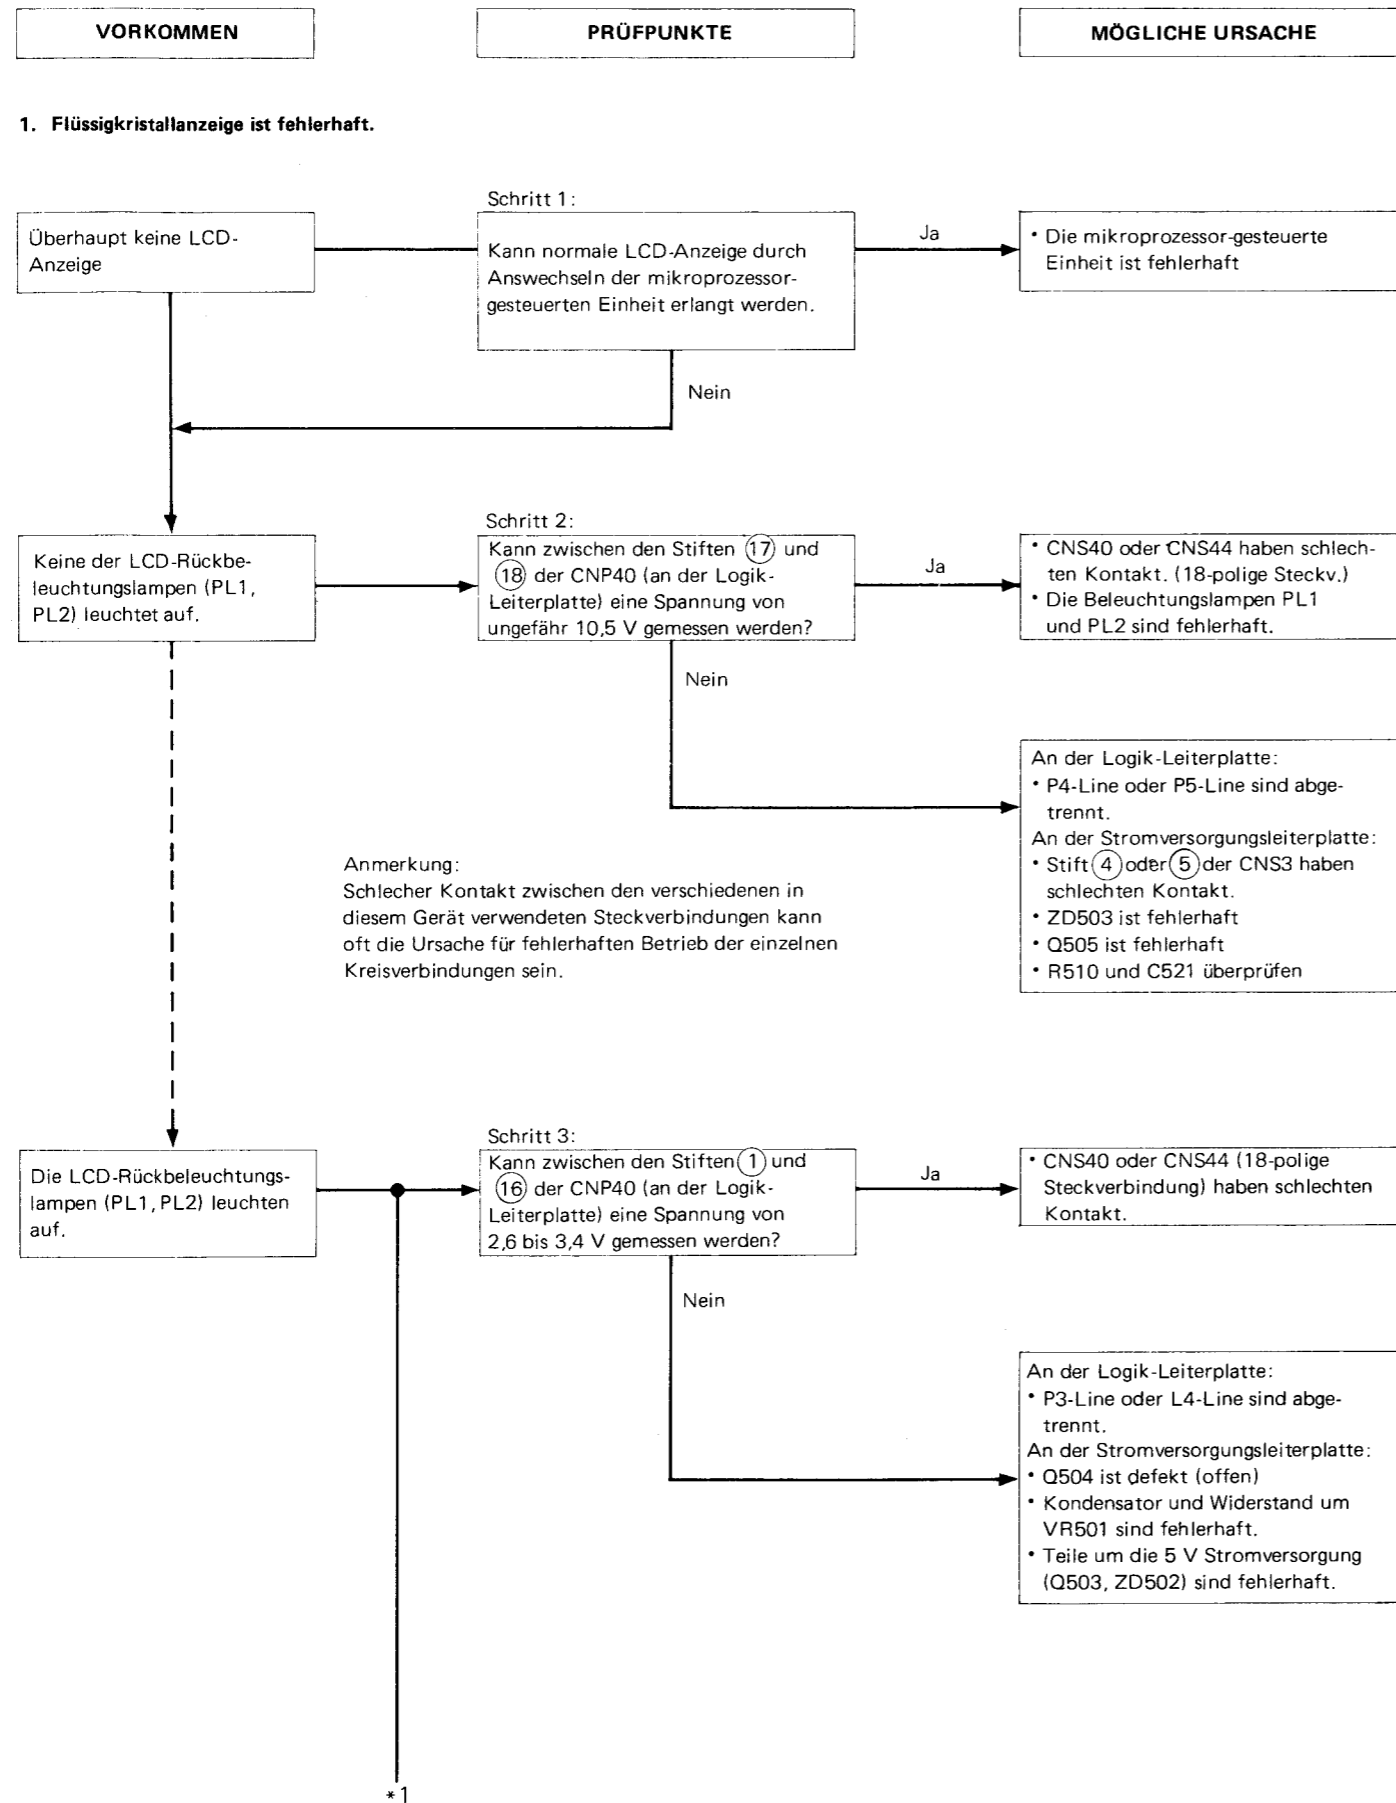 VORKOMMEN
PRÜFPUNKTE
MÖGLICHE URSACHE
1. Flüssigkristallanzeige ist fehlerhaft.
Überhaupt keine LCD-
Anzeige
Schritt 1:
Kann normale LCD-Anzeige durch
Answechseln der mikroprozessor-
gesteuerten Einheit erlangt werden.
Ja
• Die mikroprozessor-gesteuerte
Einheit ist fehlerhaft
Nein
Keine der LCD-Rückbe-
leuchtungslampen (PL1,
PL2) leuchtet auf.
Schritt 2:
Kann zwischen den Stiften ⑰ und
⑱ der CNP40 (an der Logik-
Leiterplatte) eine Spannung von
ungefähr 10,5 V gemessen werden?
Ja
• CNS40 oder CNS44 haben schlech-
ten Kontakt. (18-polige Steckv.)
• Die Beleuchtungslampen PL1
und PL2 sind fehlerhaft.
Nein
An der Logik-Leiterplatte:
• P4-Line oder P5-Line sind abge-
trennt.
An der Stromversorgungsleiterplatte:
• Stift ④ oder ⑤ der CNS3 haben
schlechten Kontakt.
• ZD503 ist fehlerhaft
• Q505 ist fehlerhaft
• R510 und C521 überprüfen
Anmerkung:
Schlecher Kontakt zwischen den verschiedenen in
diesem Gerät verwendeten Steckverbindungen kann
oft die Ursache für fehlerhaften Betrieb der einzelnen
Kreisverbindungen sein.
Die LCD-Rückbeleuchtungs-
lampen (PL1, PL2) leuchten
auf.
Schritt 3:
Kann zwischen den Stiften ① und
⑯ der CNP40 (an der Logik-
Leiterplatte) eine Spannung von
2,6 bis 3,4 V gemessen werden?
Ja
• CNS40 oder CNS44 (18-polige
Steckverbindung) haben schlechten
Kontakt.
Nein
An der Logik-Leiterplatte:
• P3-Line oder L4-Line sind abge-
trennt.
An der Stromversorgungsleiterplatte:
• Q504 ist defekt (offen)
• Kondensator und Widerstand um
VR501 sind fehlerhaft.
• Teile um die 5 V Stromversorgung
(Q503, ZD502) sind fehlerhaft.
*1